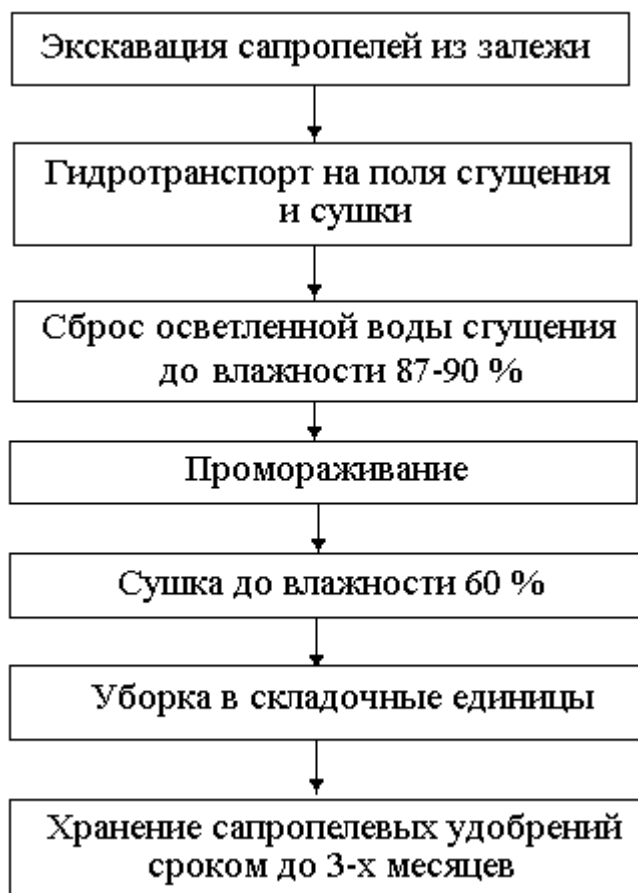 Экскавация сапропелей из залежи
Гидротранспорт на поля сгущения
и сушки
Сброс осветленной воды сгущения
до влажности 87-90 %
Промораживание
Сушка до влажности 60 %
Уборка в складочные единицы
Хранение сапропелевых удобрений
сроком до 3-х месяцев